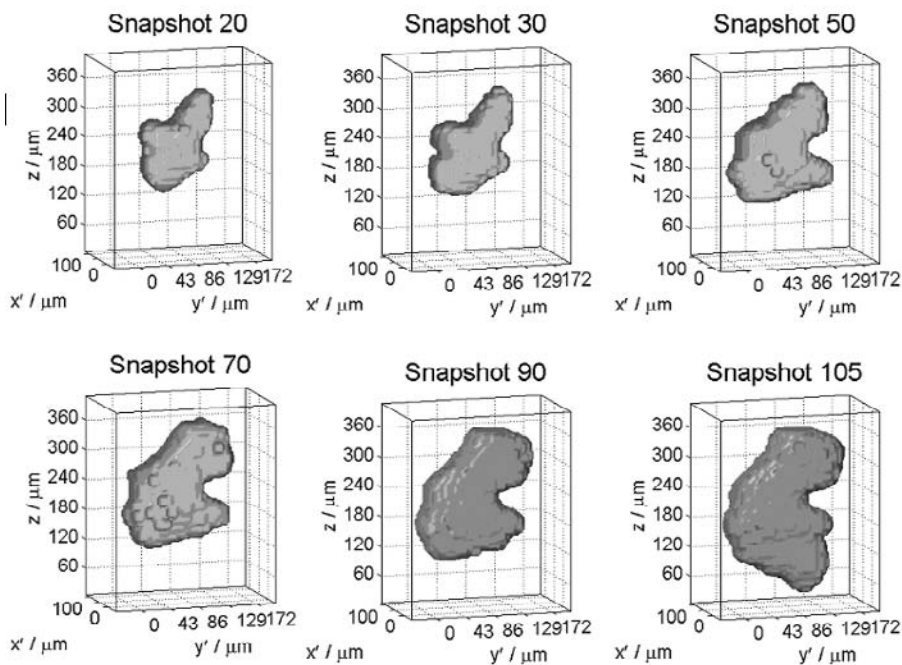 Snapshot 20
360
300
240
180
120
60
z / μm
100
0
0 43 86 129172
x' / μm
y' / μm
Snapshot 30
360
300
240
180
120
60
z / μm
100
0
0 43 86 129172
x' / μm
y' / μm
Snapshot 50
360
300
240
180
120
60
z / μm
100
0
0 43 86 129172
x' / μm
y' / μm
Snapshot 70
360
300
240
180
120
60
z / μm
100
0
0 43 86 129172
x' / μm
y' / μm
Snapshot 90
360
300
240
180
120
60
z / μm
100
0
0 43 86 129172
x' / μm
y' / μm
Snapshot 105
360
300
240
180
120
60
z / μm
100
0
0 43 86 129172
x' / μm
y' / μm